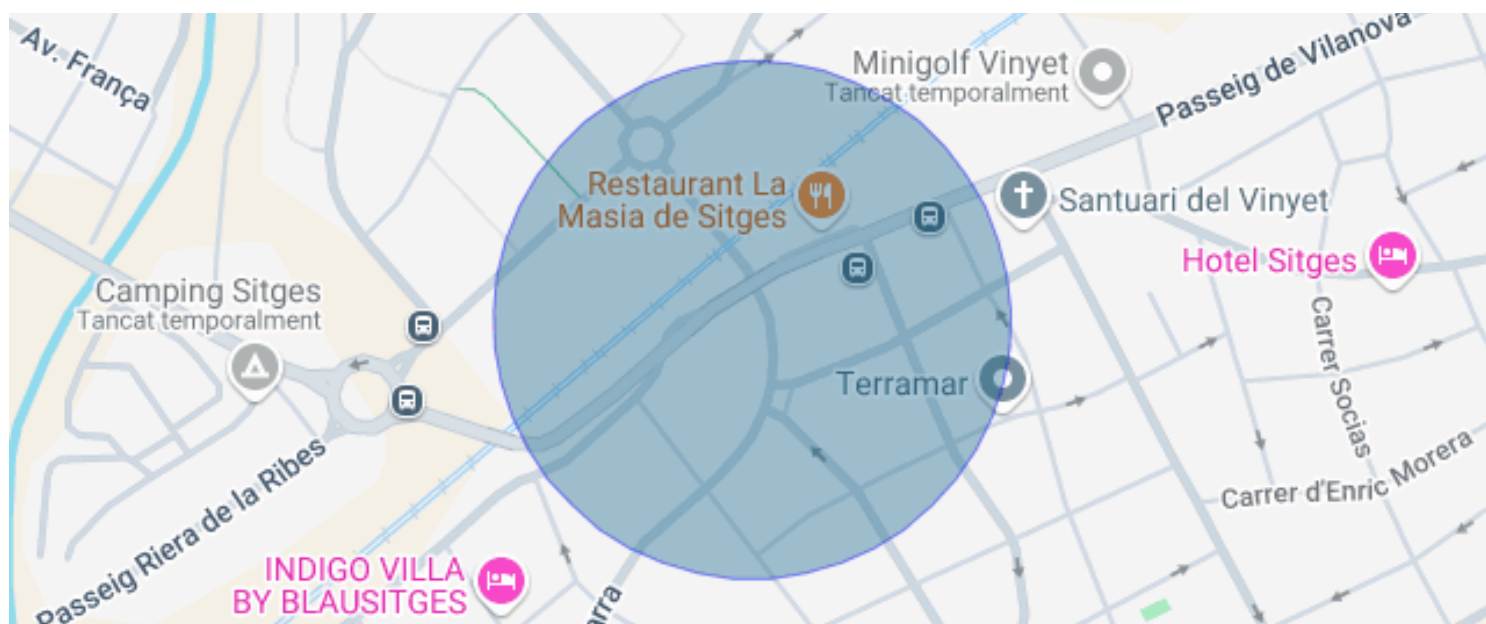 Av. França
Minigolf Vinyet
Tancat temporalment
Passeig de Vilanova
Restaurant La
Masia de Sitges
Santuari del Vinyet
Hotel Sitges
Camping Sitges
Tancat temporalment
Terramar
Carrer Socias
Carrer d'Enric Morera
Passeig Riera de la Ribes
INDIGO VILLA
BY BLAUSITGES
arra